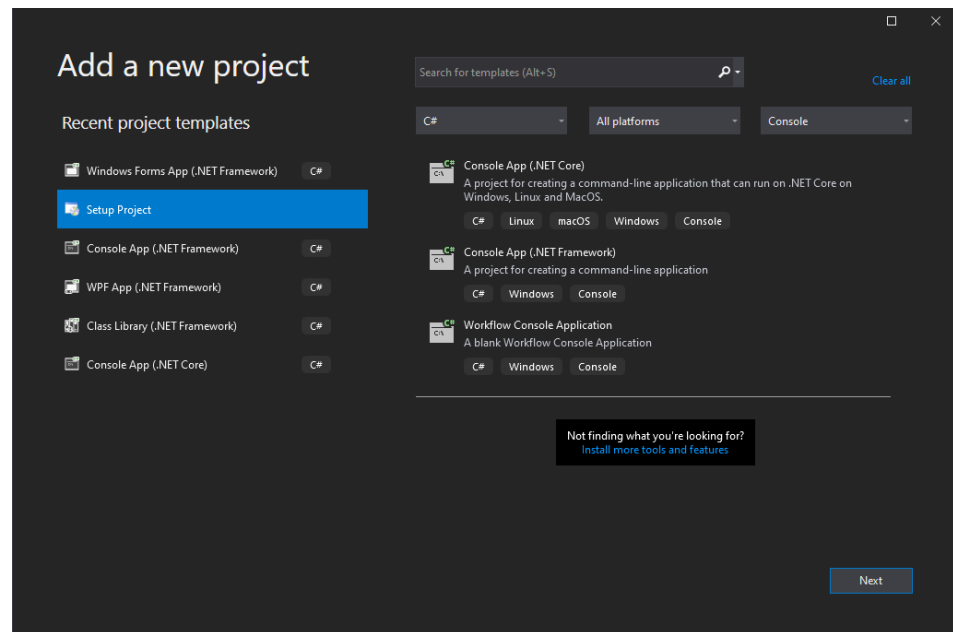 Add a new project
Search for templates (Alt+S)
Clear all
Recent project templates
C#
All platforms
Console
Windows Forms App (.NET Framework)
C#
Setup Project
Console App (.NET Framework)
C#
WPF App (.NET Framework)
C#
Class Library (.NET Framework)
C#
Console App (.NET Core)
C#
C#
C:\
Console App (.NET Core)
A project for creating a command-line application that can run on .NET Core on
Windows, Linux and MacOS.
C# Linux macOS Windows Console
C#
C:\
Console App (.NET Framework)
A project for creating a command-line application
C# Windows Console
C#
C:\
Workflow Console Application
A blank Workflow Console Application
C# Windows Console
Not finding what you're looking for?
Install more tools and features
Next